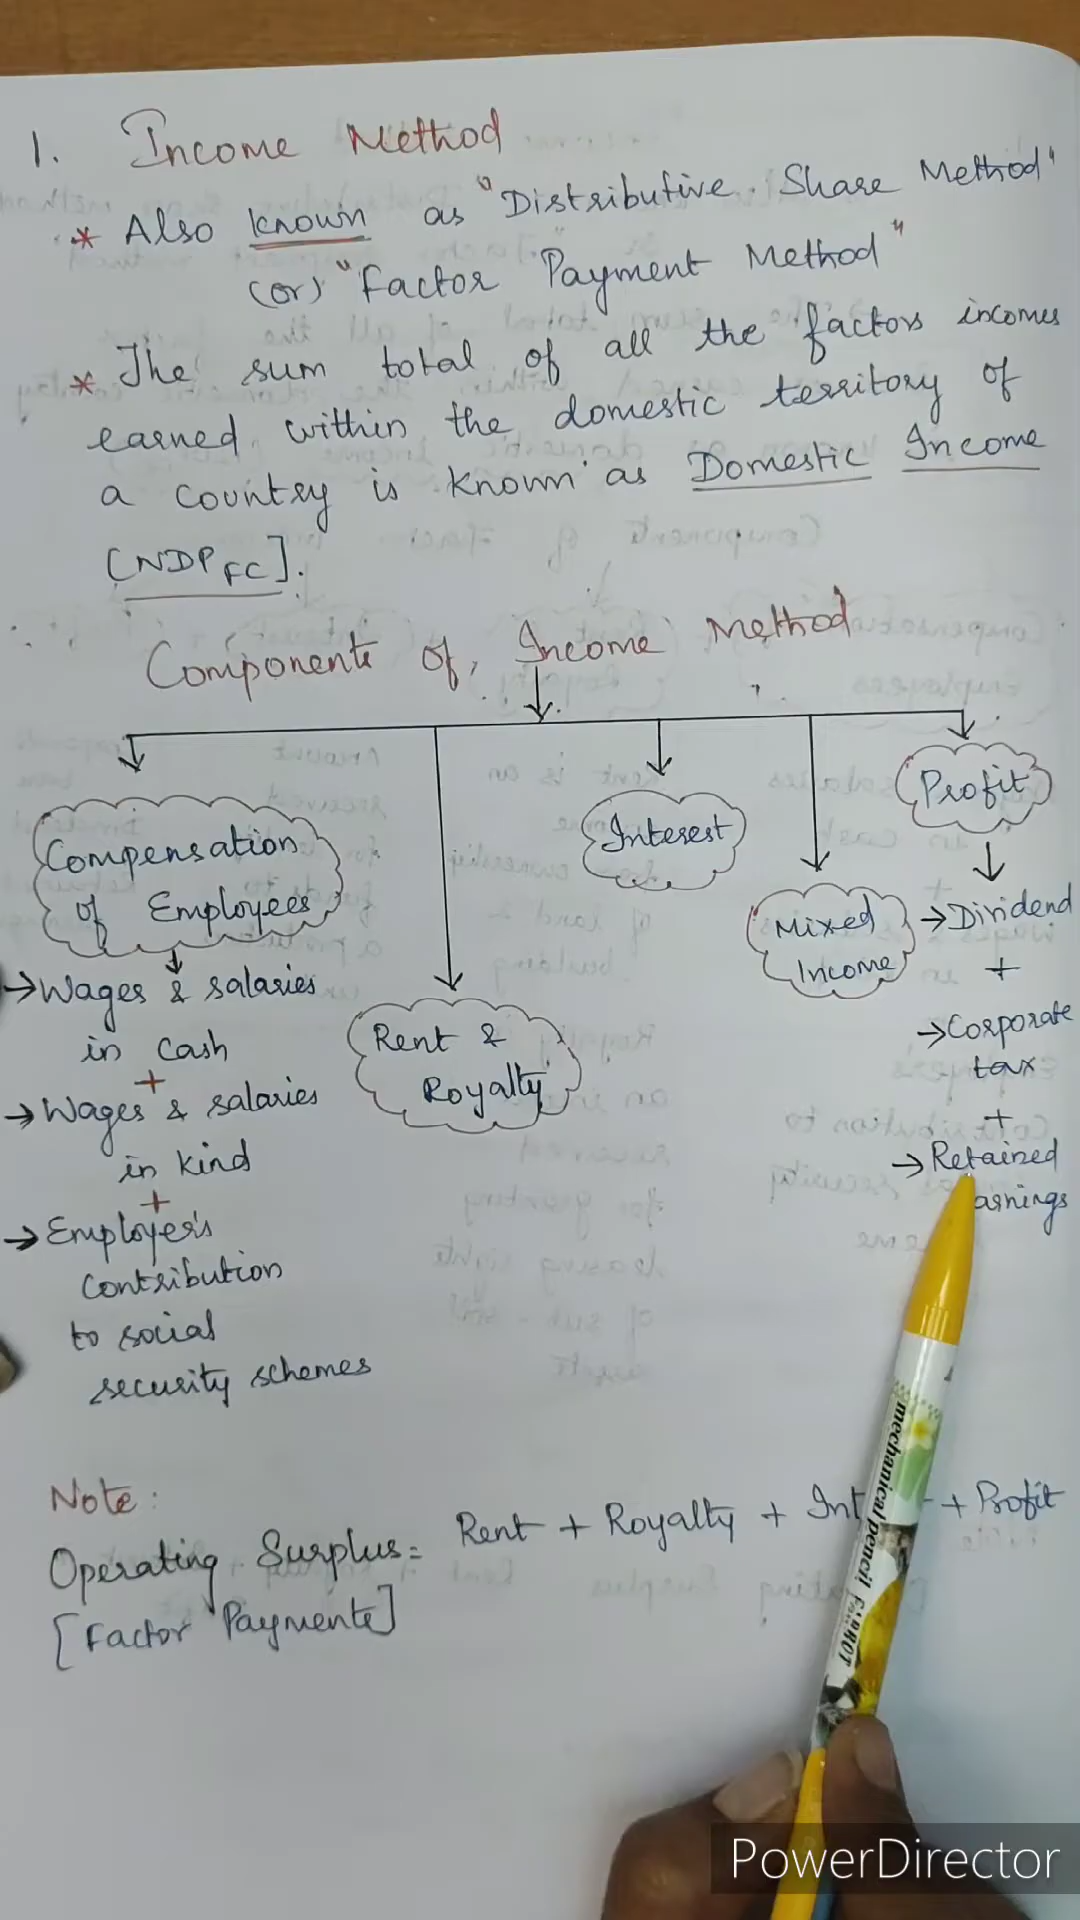 1. Income Method
* Also known as "Distributive Share Method"
(or) "Factor Payment Method"
* The sum total of all the factors incomes
earned within the domestic territory of
a country is known as Domestic Income
[NDP FC].
Components of Income Method
Compensation
of Employees
→ Wages & salaries
in cash
+
→ Wages & salaries
in kind
+
→ Employer's
contribution
to social
security schemes
Rent &
Royalty
Interest
Mixed
Income
Profit
→ Dividend
+
→ Corporate
tax
+
→ Retained
arnings
Note:
Operating Surplus = Rent + Royalty + Int + Profit
[Factor Payments]
mechanical pencil
PowerDirector